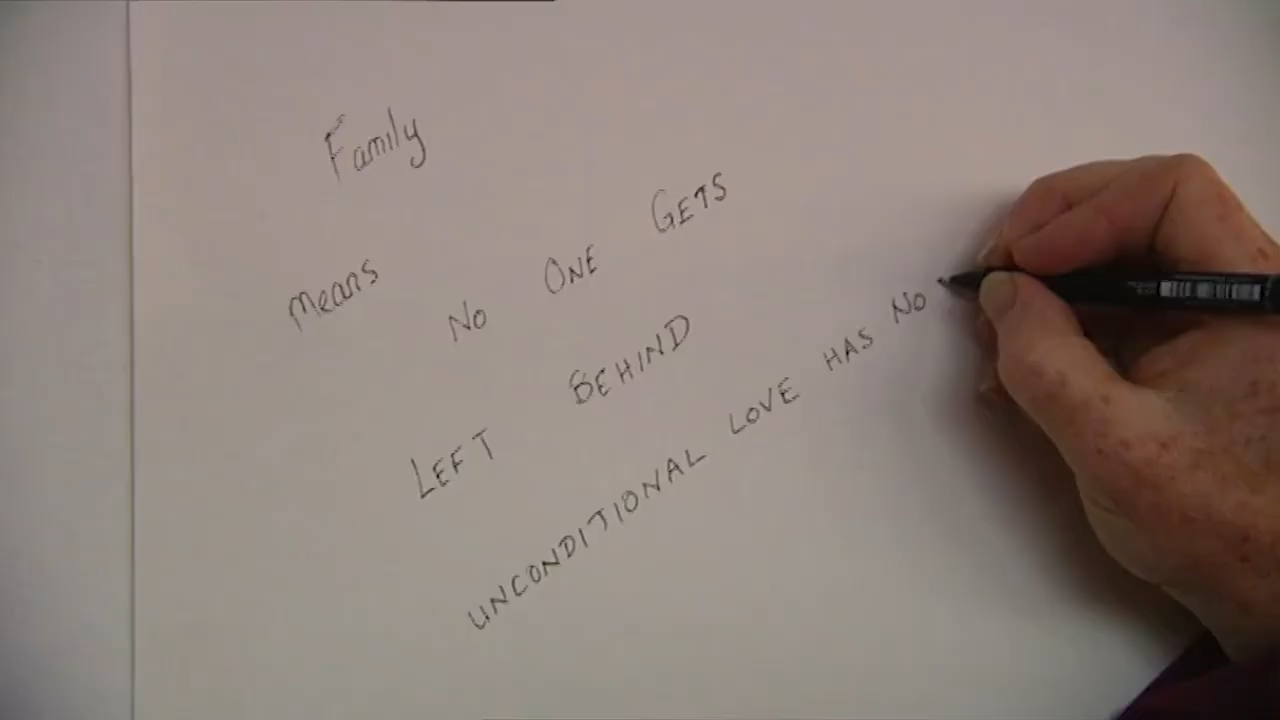 Family
means No ONE GETS
LEFT BEHIND
UNCONDITIONAL LOVE HAS NO